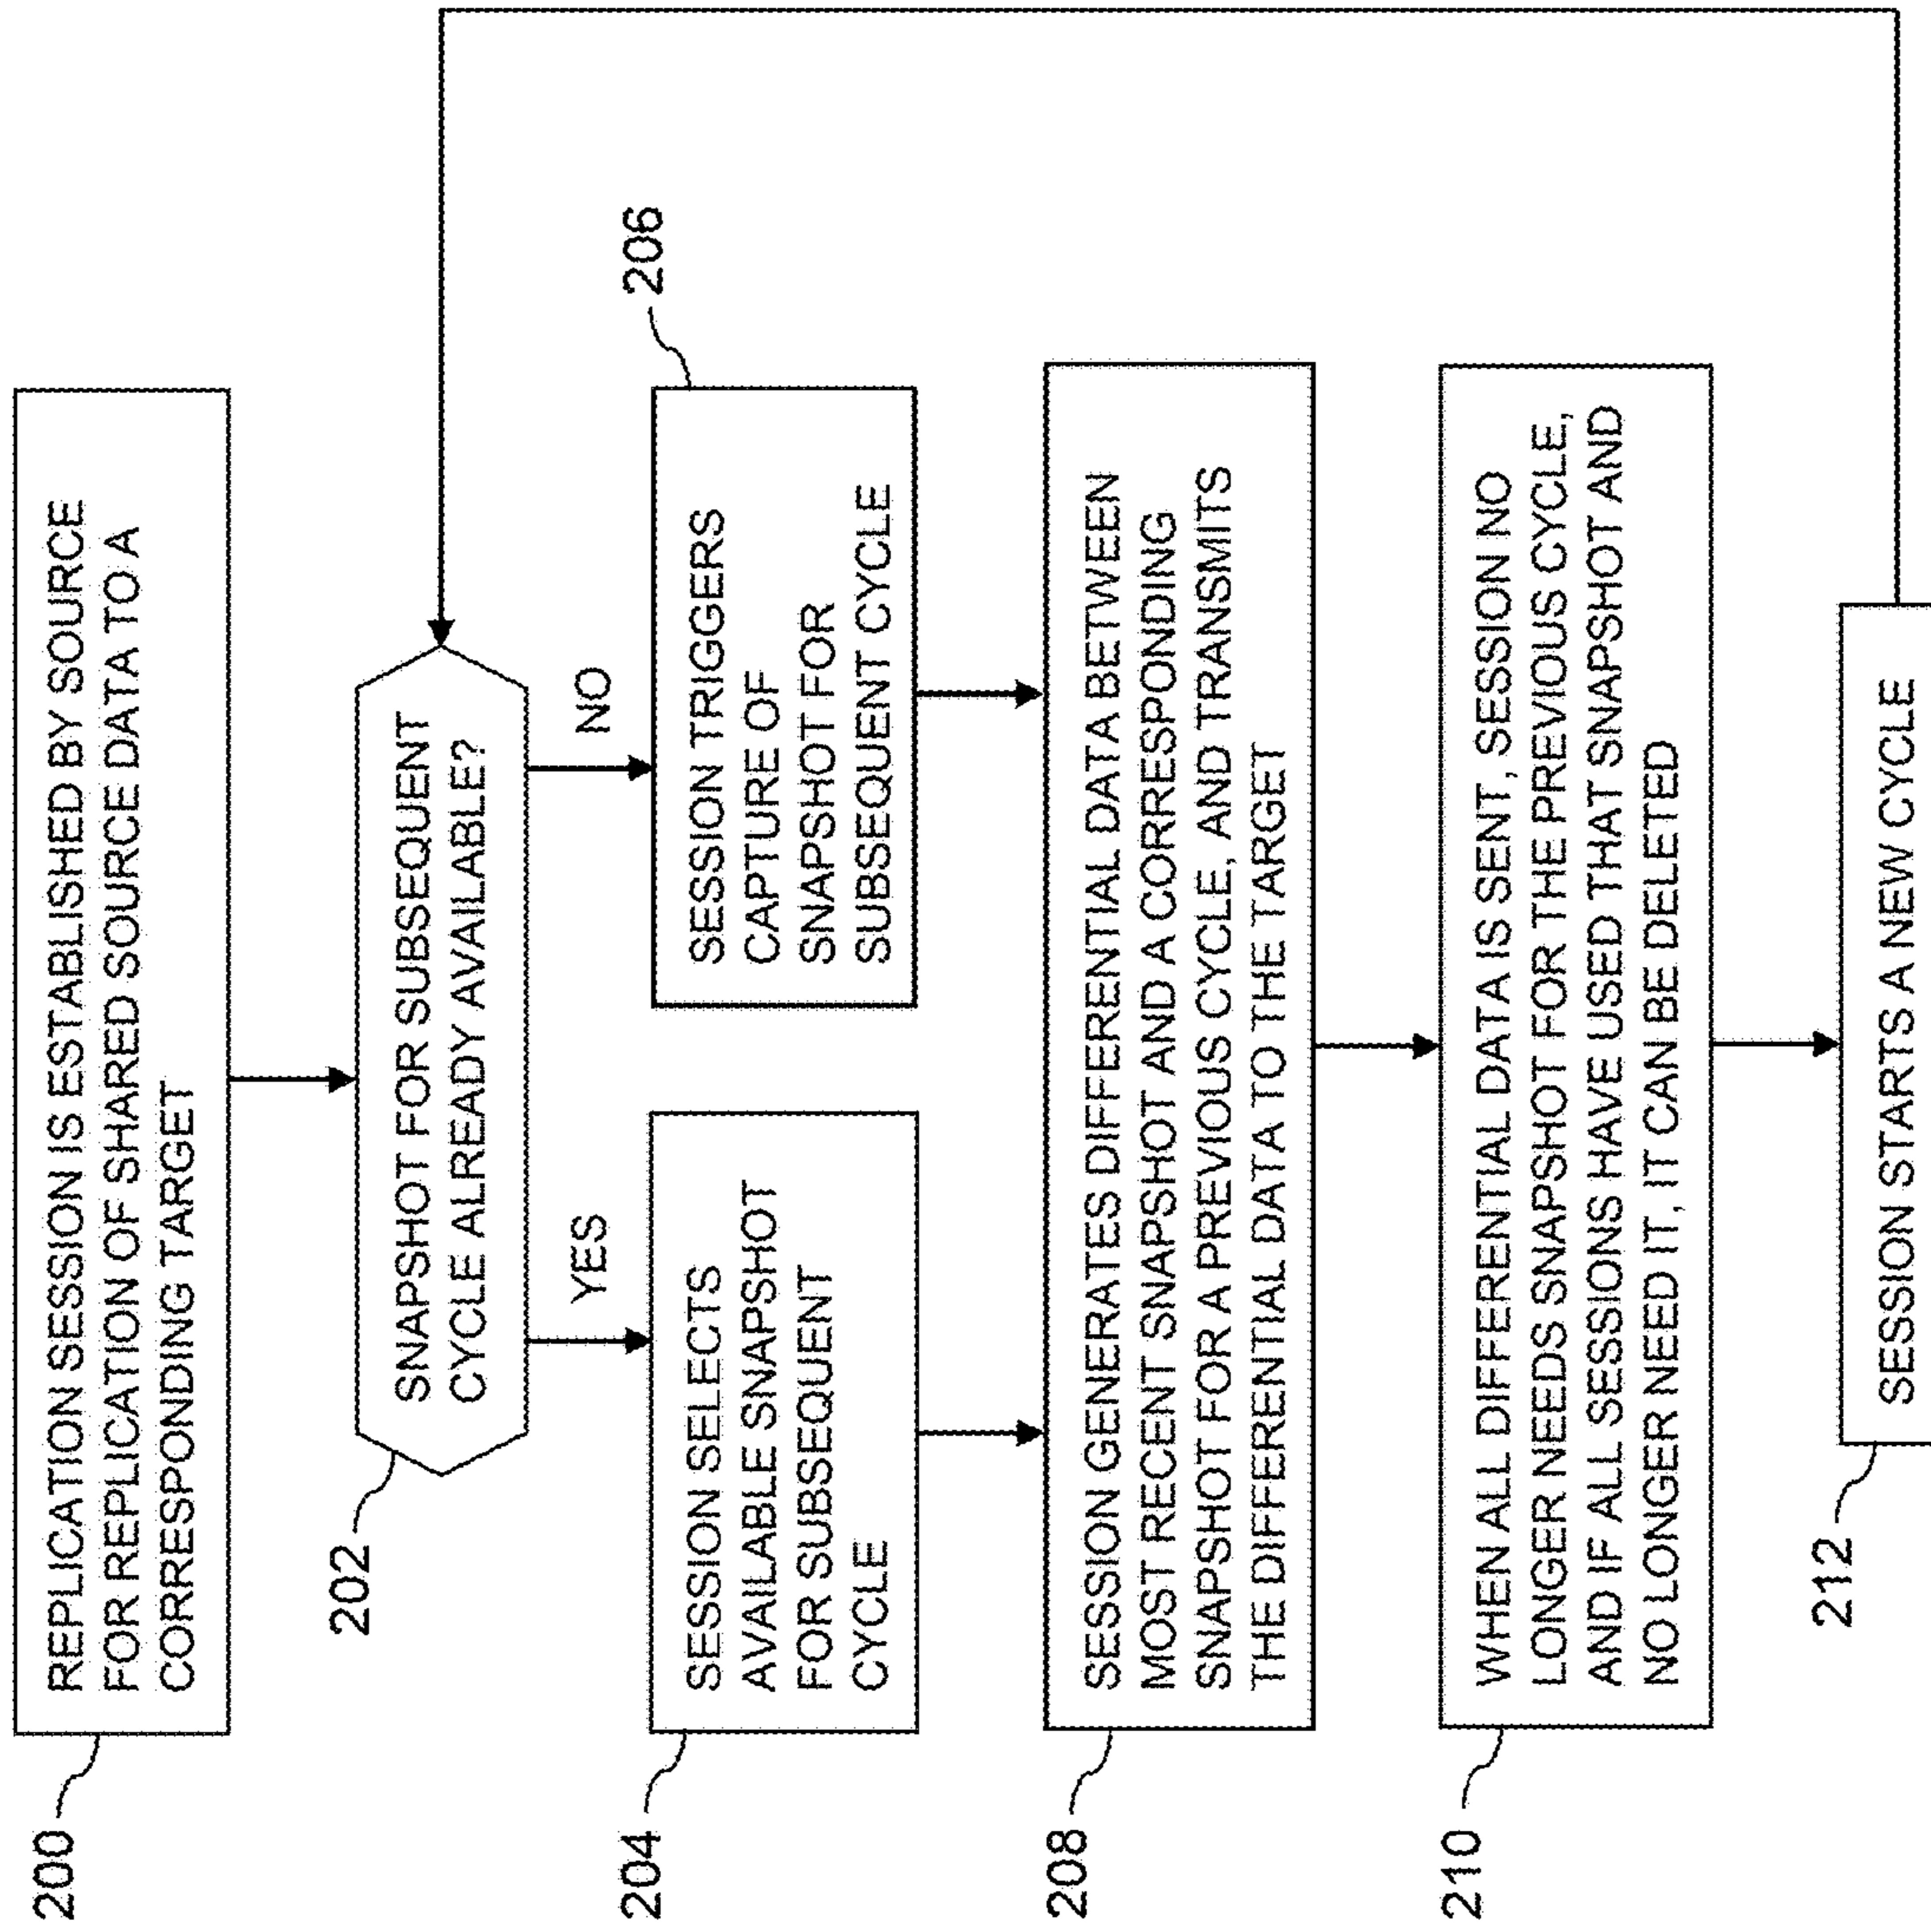 200
REPLICATION SESSION IS ESTABLISHED BY SOURCE
FOR REPLICATION OF SHARED SOURCE DATA TO A
CORRESPONDING TARGET
202
SNAPSHOT FOR SUBSEQUENT
CYCLE ALREADY AVAILABLE?
YES
NO
204
SESSION SELECTS
AVAILABLE SNAPSHOT
FOR SUBSEQUENT
CYCLE
206
SESSION TRIGGERS
CAPTURE OF
SNAPSHOT FOR
SUBSEQUENT CYCLE
208
SESSION GENERATES DIFFERENTIAL DATA BETWEEN
MOST RECENT SNAPSHOT AND A CORRESPONDING
SNAPSHOT FOR A PREVIOUS CYCLE, AND TRANSMITS
THE DIFFERENTIAL DATA TO THE TARGET
210
WHEN ALL DIFFERENTIAL DATA IS SENT, SESSION NO
LONGER NEEDS SNAPSHOT FOR THE PREVIOUS CYCLE,
AND IF ALL SESSIONS HAVE USED THAT SNAPSHOT AND
NO LONGER NEED IT, IT CAN BE DELETED
212
SESSION STARTS A NEW CYCLE